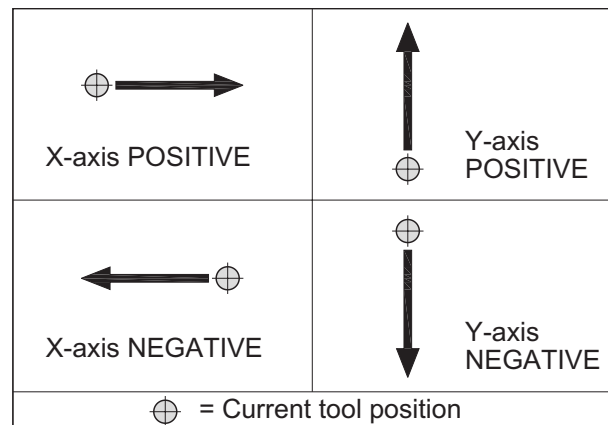 X-axis POSITIVE
Y-axis
POSITIVE
X-axis NEGATIVE
Y-axis
NEGATIVE
= Current tool position